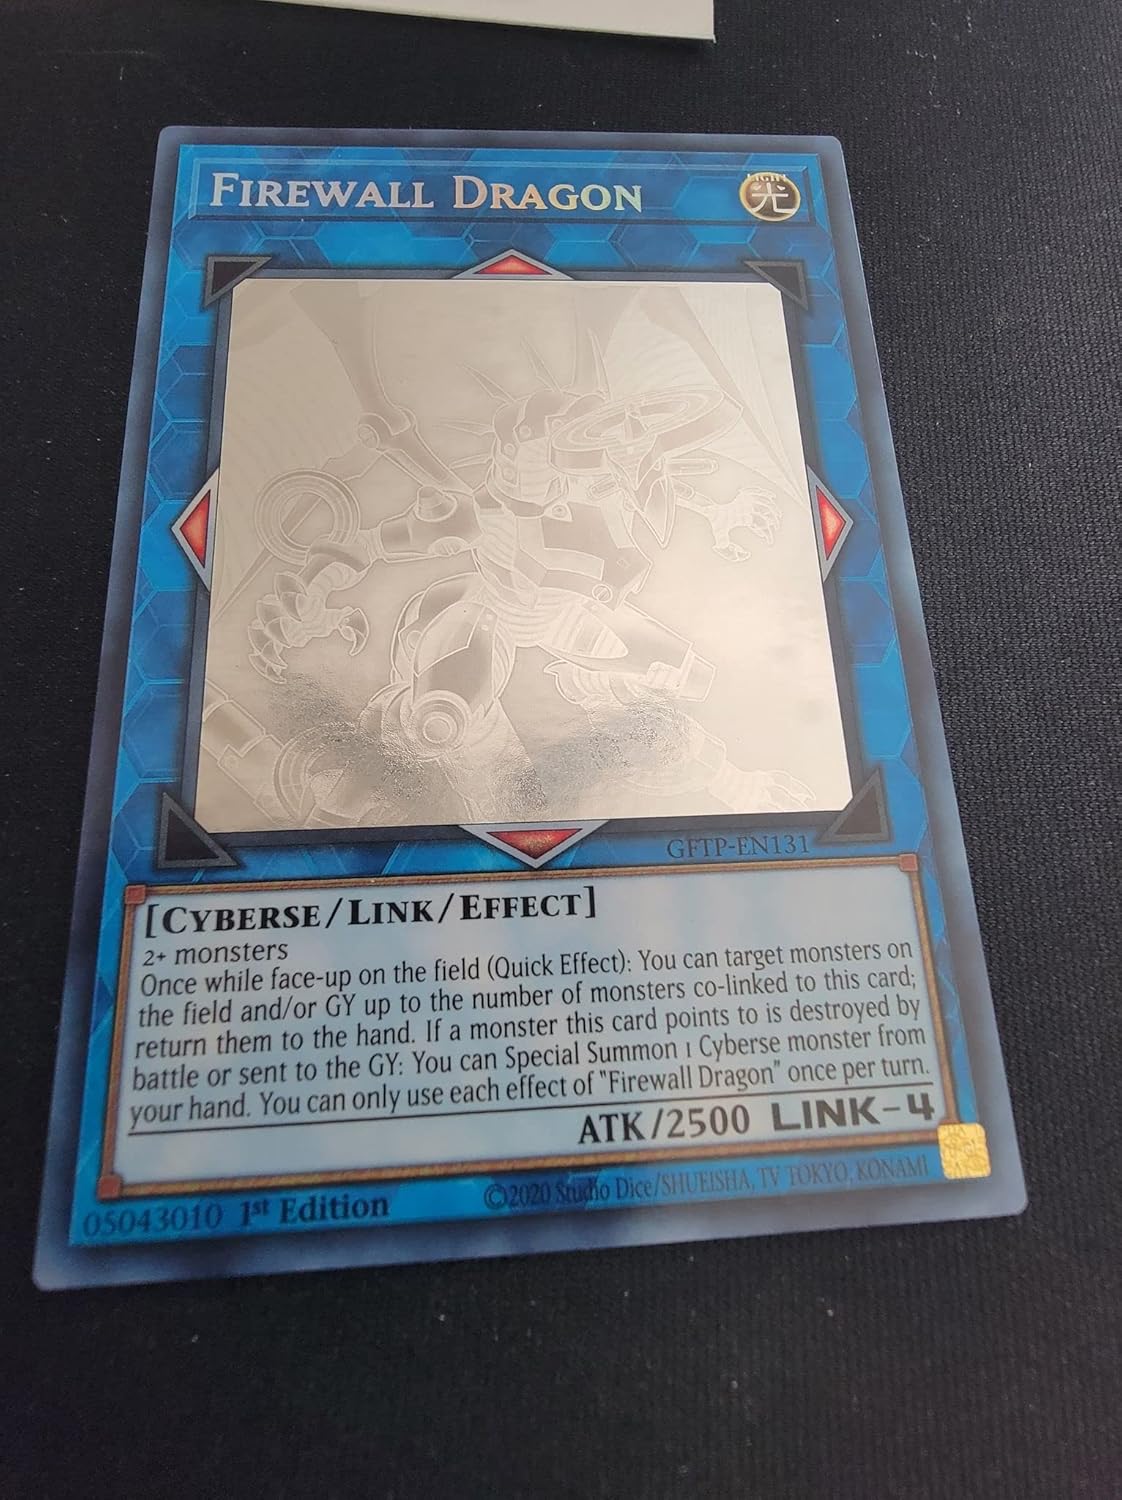 FIREWALL DRAGON
LIGHT
光
GFTP-EN131
[CYBERSE/LINK/EFFECT]
2+ monsters
Once while face-up on the field (Quick Effect): You can target monsters on
the field and/or GY up to the number of monsters co-linked to this card;
return them to the hand. If a monster this card points to is destroyed by
battle or sent to the GY: You can Special Summon 1 Cyberse monster from
your hand. You can only use each effect of "Firewall Dragon" once per turn.
ATK/2500 LINK-4
05043010 1st Edition ©2020 Studio Dice/SHUEISHA, TV TOKYO, KONAMI